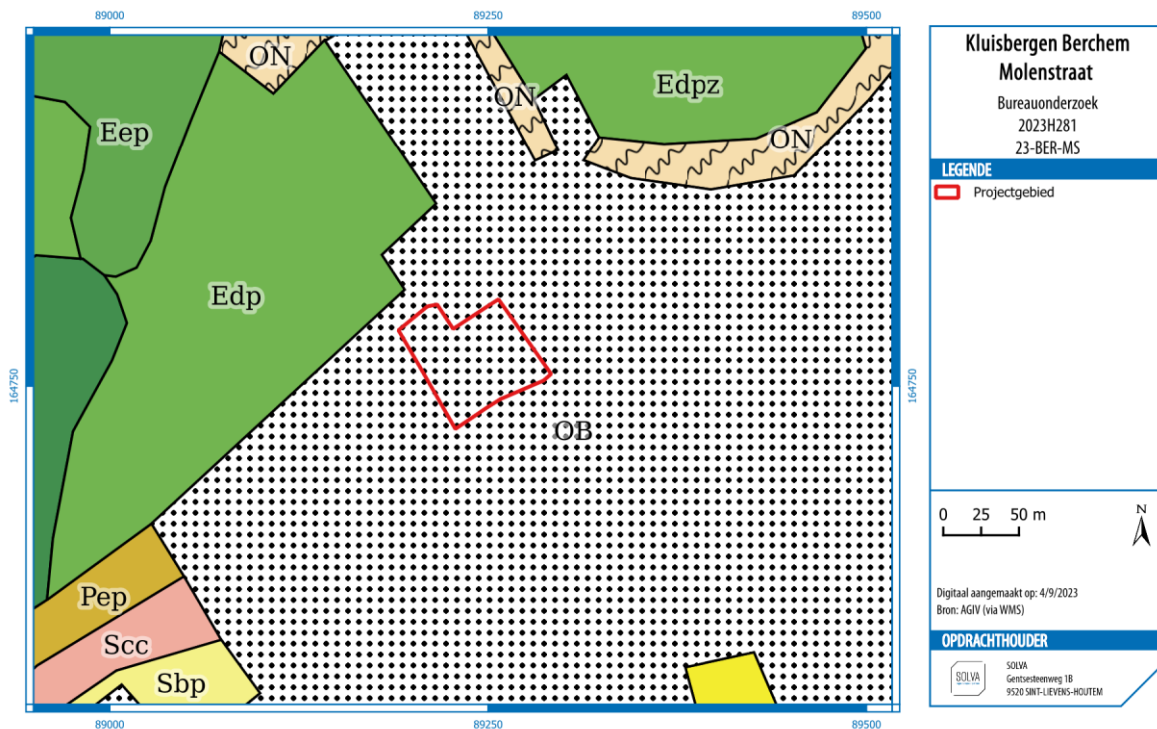 89000
89250
89500
ON
Eep
ON
Edpz
ON
Edp
164750
164750
OB
Pep
Scc
Sbp
89000
89250
89500
Kluisbergen Berchem
Molenstraat
Bureauonderzoek
2023H281
23-BER-MS
LEGENDE
Projectgebied
0 25 50 m
N
Digitaal aangemaakt op: 4/9/2023
Bron: AGIV (via WMS)
OPDRACHTHOUDER
SOLVA
SOLVA
Gentsesteenweg 1B
9520 SINT-LIEVENS-HOUTEM